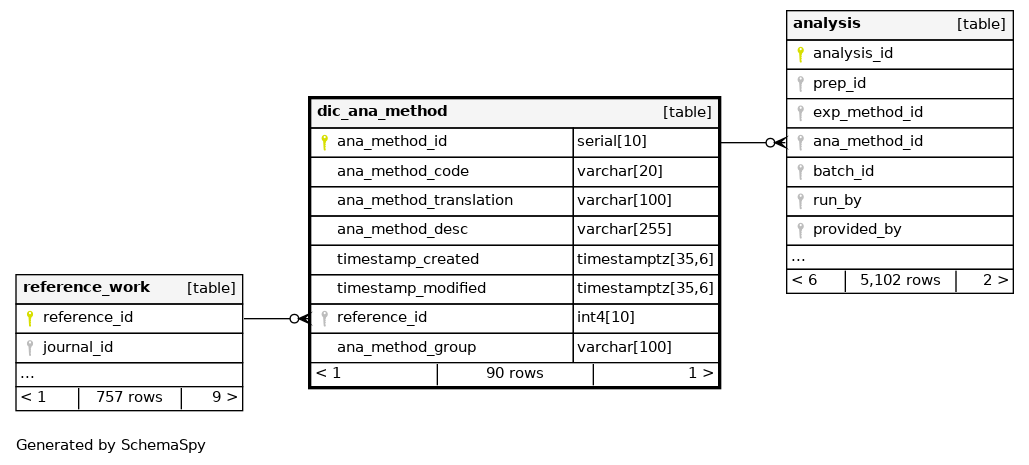 analysis [table]
analysis_id
prep_id
exp_method_id
ana_method_id
batch_id
run_by
provided_by
...
< 6 5,102 rows 2 >
dic_ana_method [table]
ana_method_id serial[10]
ana_method_code varchar[20]
ana_method_translation varchar[100]
ana_method_desc varchar[255]
timestamp_created timestamptz[35,6]
timestamp_modified timestamptz[35,6]
reference_id int4[10]
ana_method_group varchar[100]
< 1 90 rows 1 >
reference_work [table]
reference_id
journal_id
...
< 1 757 rows 9 >
Generated by SchemaSpy